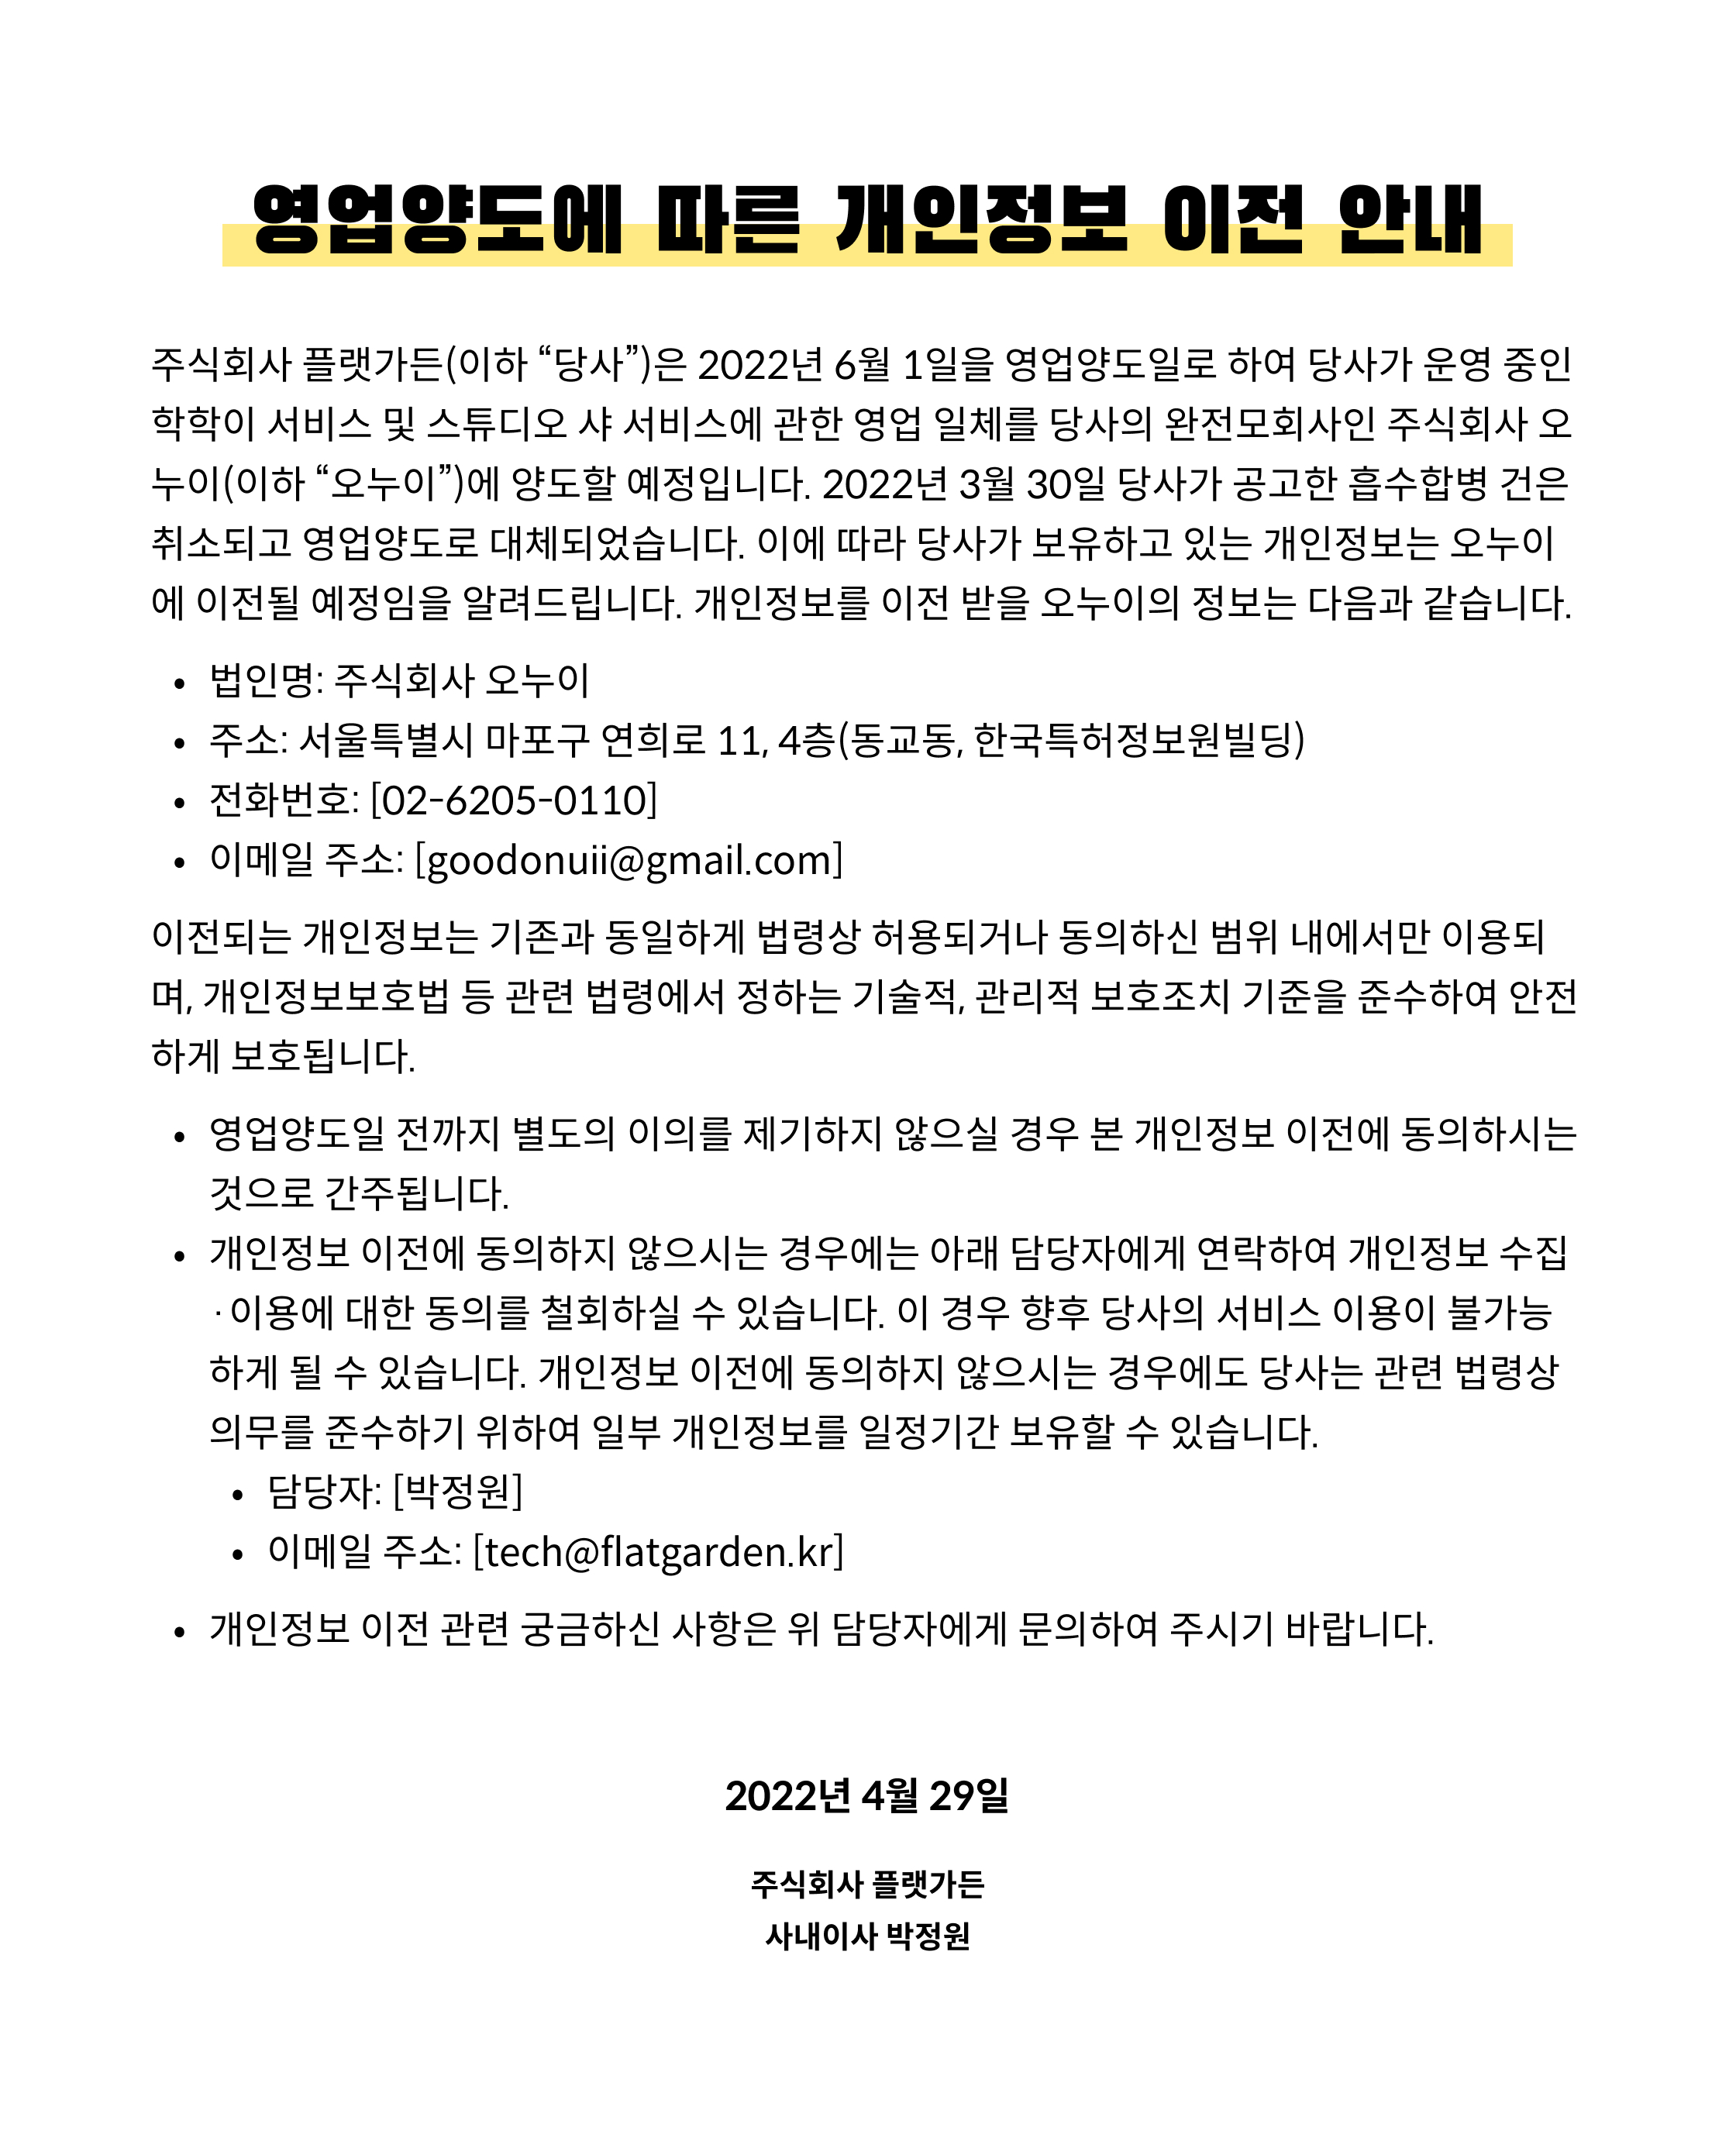 영업양도에 따른 개인정보 이전 안내
주식회사 플랫가든(이하 “당사”)은 2022년 6월 1일을 영업양도일로 하여 당사가 운영 중인
학학이 서비스 및 스튜디오 샤 서비스에 관한 영업 일체를 당사의 완전모회사인 주식회사 오
누이(이하 “오누이”)에 양도할 예정입니다. 2022년 3월 30일 당사가 공고한 흡수합병 건은
취소되고 영업양도로 대체되었습니다. 이에 따라 당사가 보유하고 있는 개인정보는 오누이
에 이전될 예정임을 알려드립니다. 개인정보를 이전 받을 오누이의 정보는 다음과 같습니다.
• 법인명: 주식회사 오누이
• 주소: 서울특별시 마포구 연희로 11, 4층(동교동, 한국특허정보원빌딩)
• 전화번호: [02-6205-0110]
• 이메일 주소: [goodonuii@gmail.com]
이전되는 개인정보는 기존과 동일하게 법령상 허용되거나 동의하신 범위 내에서만 이용되
며, 개인정보보호법 등 관련 법령에서 정하는 기술적, 관리적 보호조치 기준을 준수하여 안전
하게 보호됩니다.
• 영업양도일 전까지 별도의 이의를 제기하지 않으실 경우 본 개인정보 이전에 동의하시는
것으로 간주됩니다.
• 개인정보 이전에 동의하지 않으시는 경우에는 아래 담당자에게 연락하여 개인정보 수집
·이용에 대한 동의를 철회하실 수 있습니다. 이 경우 향후 당사의 서비스 이용이 불가능
하게 될 수 있습니다. 개인정보 이전에 동의하지 않으시는 경우에도 당사는 관련 법령상
의무를 준수하기 위하여 일부 개인정보를 일정기간 보유할 수 있습니다.
• 담당자: [박정원]
• 이메일 주소: [tech@flatgarden.kr]
• 개인정보 이전 관련 궁금하신 사항은 위 담당자에게 문의하여 주시기 바랍니다.
2022년 4월 29일
주식회사 플랫가든
사내이사 박정원